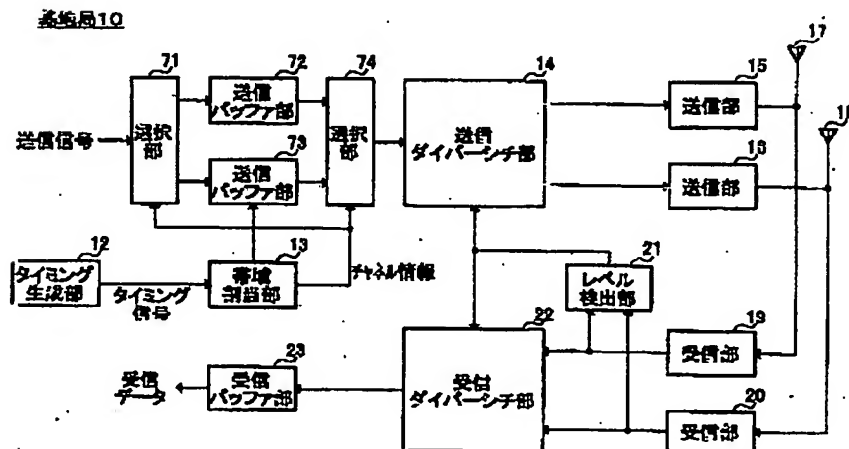 基地局10
71
72
74
14
15
17
送信信号
選択部
送信
バッファ部
選択部
送信
ダイバーシチ部
送信部
18
73
送信
バッファ部
16
送信部
12
タイミング
生成部
タイミング
信号
13
帯域
割当部
チャネル情報
21
レベル
検出部
22
受信
ダイバーシチ部
19
受信部
23
受信
データ
受信
バッファ部
20
受信部